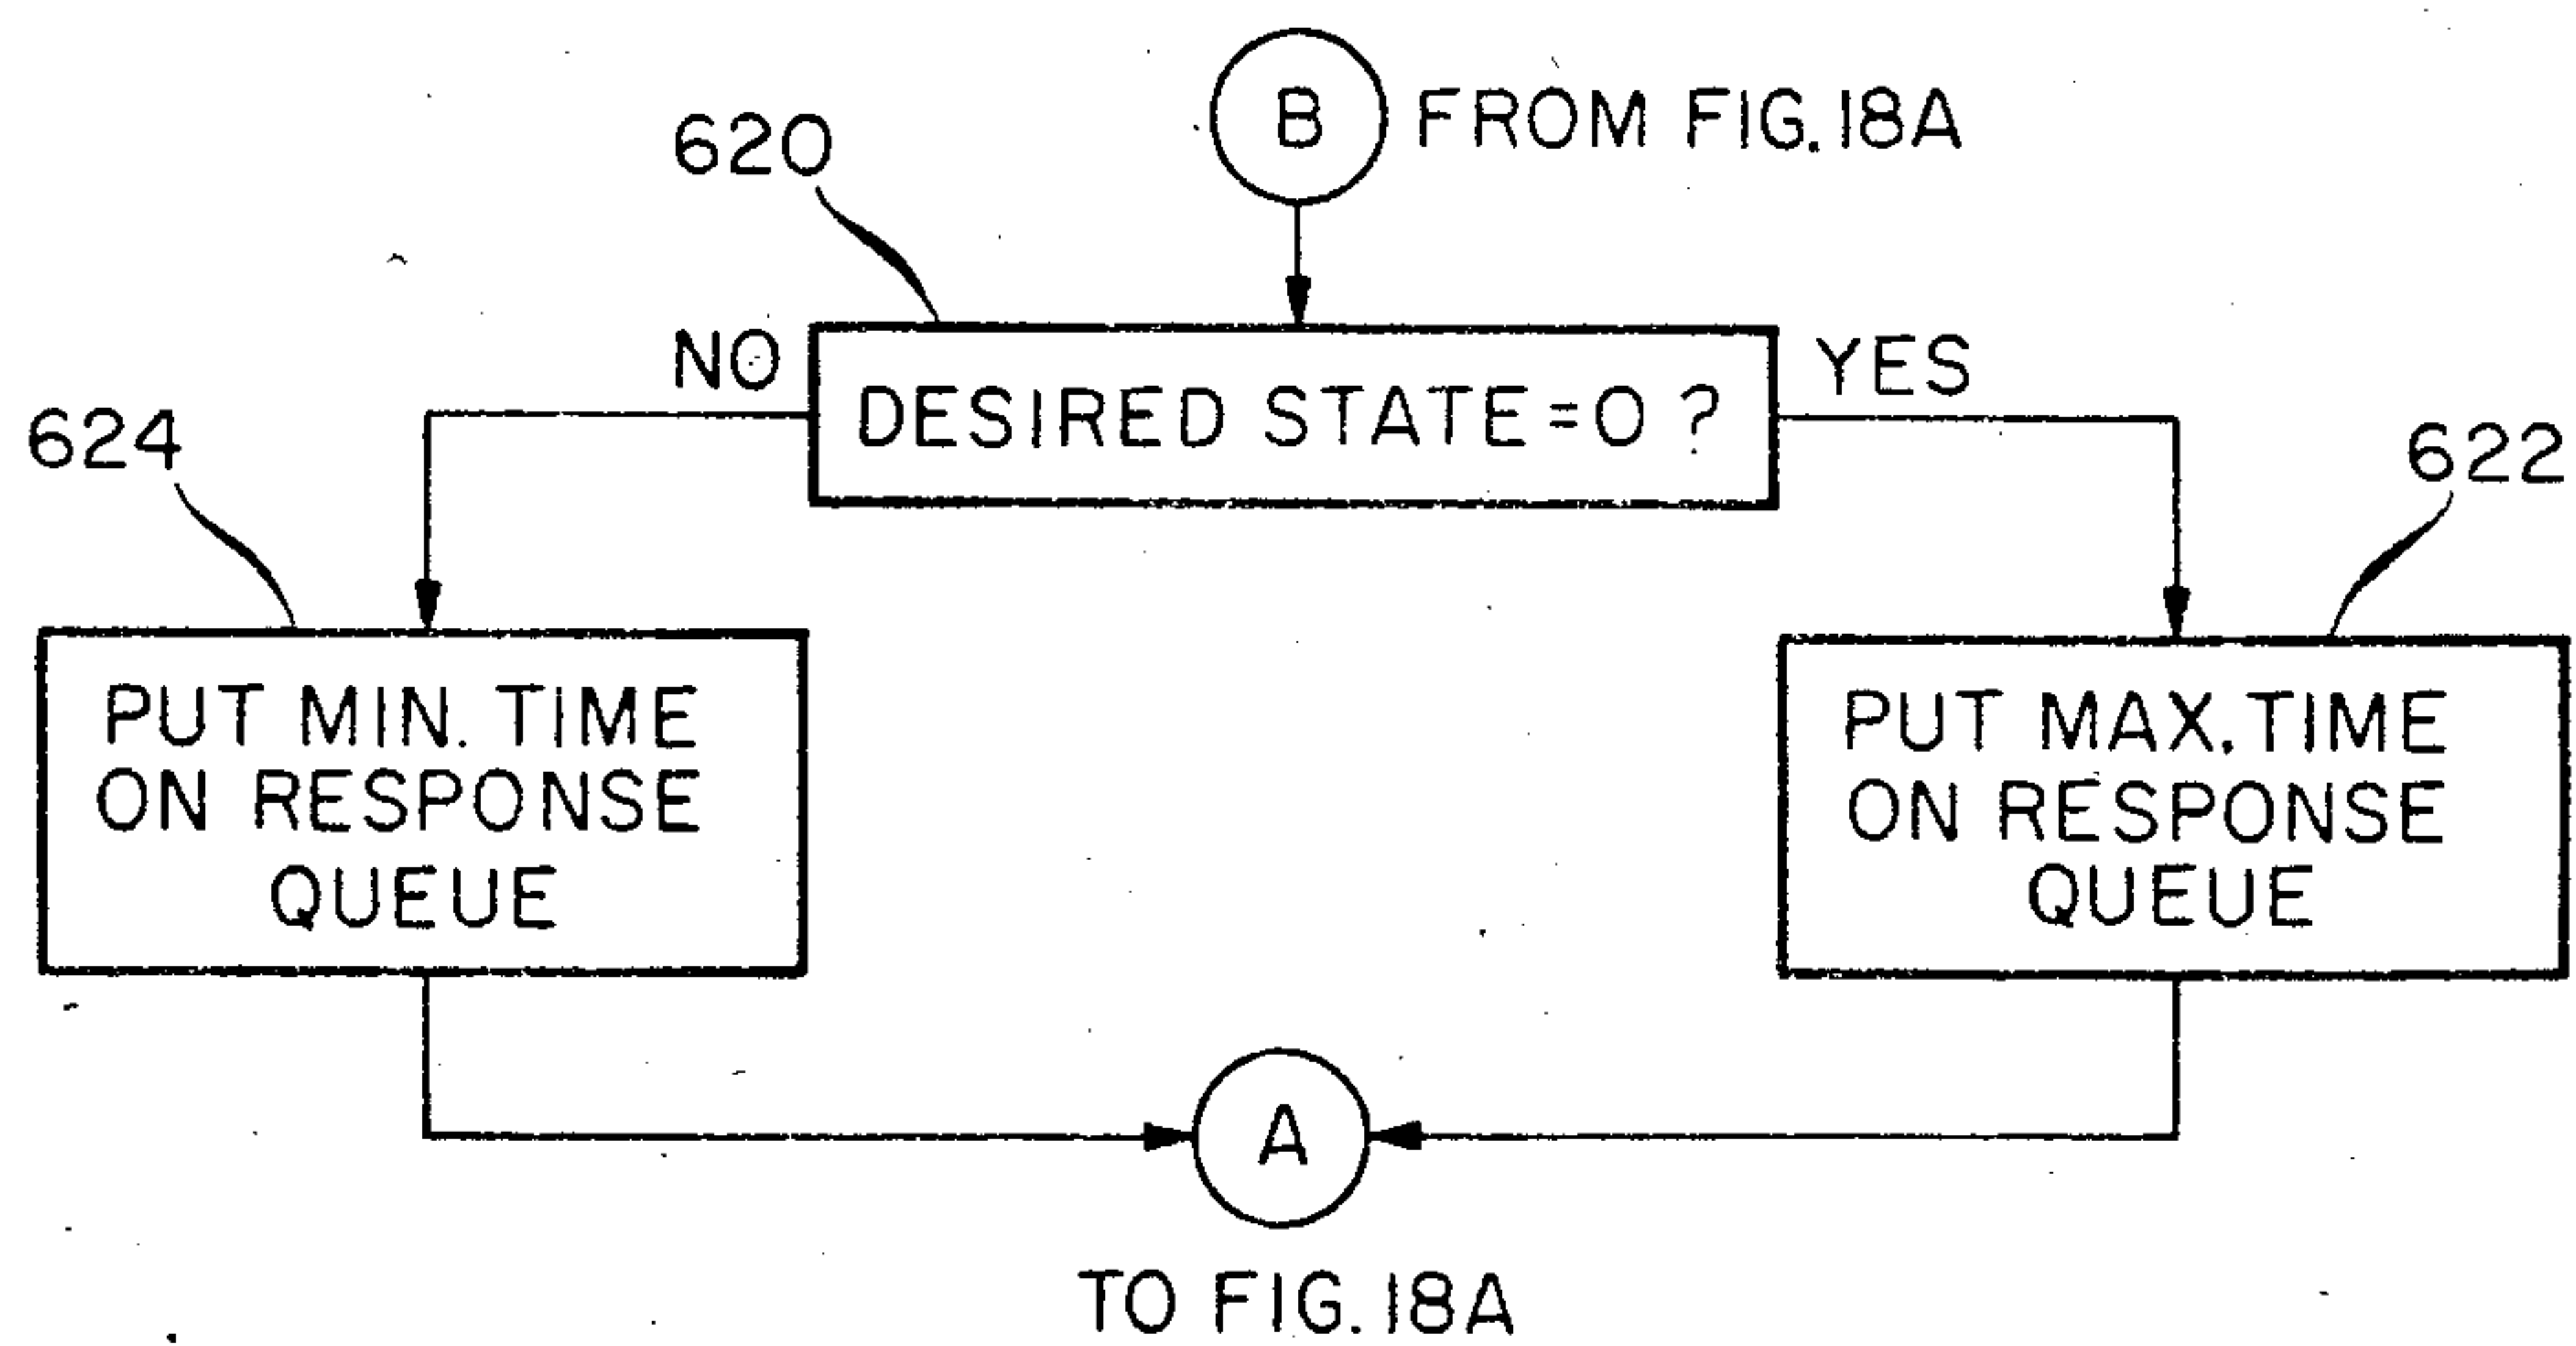 B FROM FIG. 18A
620
NO
DESIRED STATE = 0 ?
YES
624
622
PUT MIN. TIME
ON RESPONSE
QUEUE
PUT MAX. TIME
ON RESPONSE
QUEUE
A
TO FIG. 18A